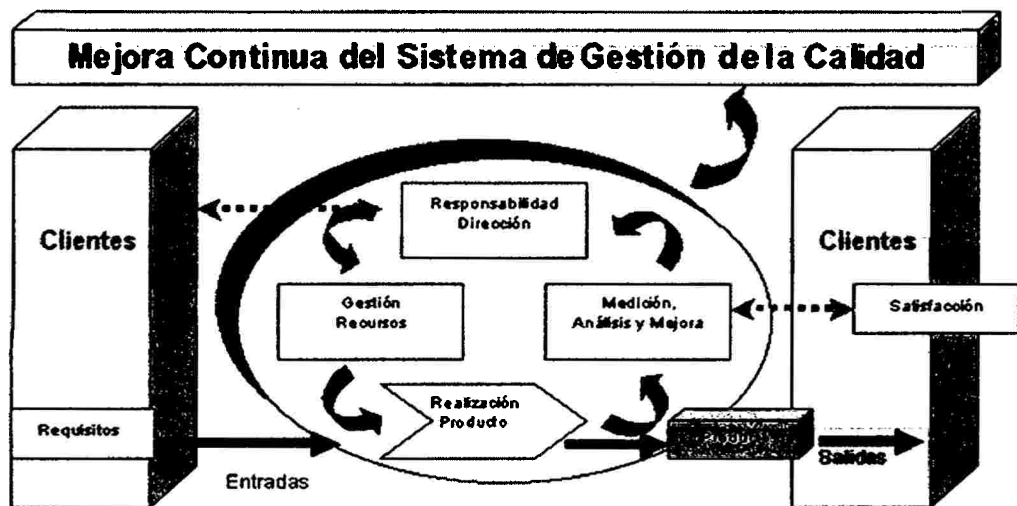 Mejora Continua del Sistema de Gestión de la Calidad
Clientes
Clientes
Responsabilidad
Dirección
Gestión
Recursos
Medición,
Análisis y Mejora
Satisfacción
Realización
Producto
Requisitos
Entradas
Salidas